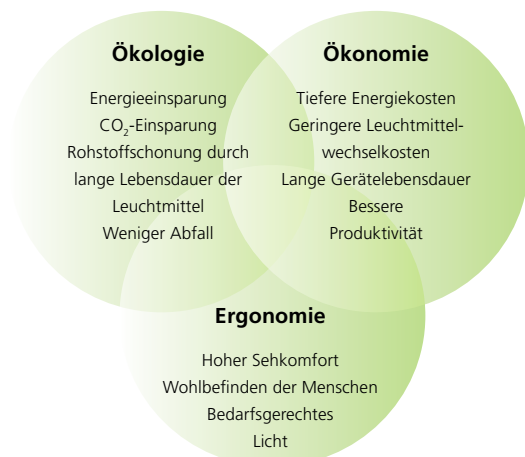 Ökologie
Energieeinsparung
CO₂-Einsparung
Rohstoffschonung durch
lange Lebensdauer der
Leuchtmittel
Weniger Abfall
Ökonomie
Tiefere Energiekosten
Geringere Leuchtmittel-
wechselkosten
Lange Gerätelebensdauer
Bessere
Produktivität
Ergonomie
Hoher Sehkomfort
Wohlbefinden der Menschen
Bedarfsgerechtes
Licht